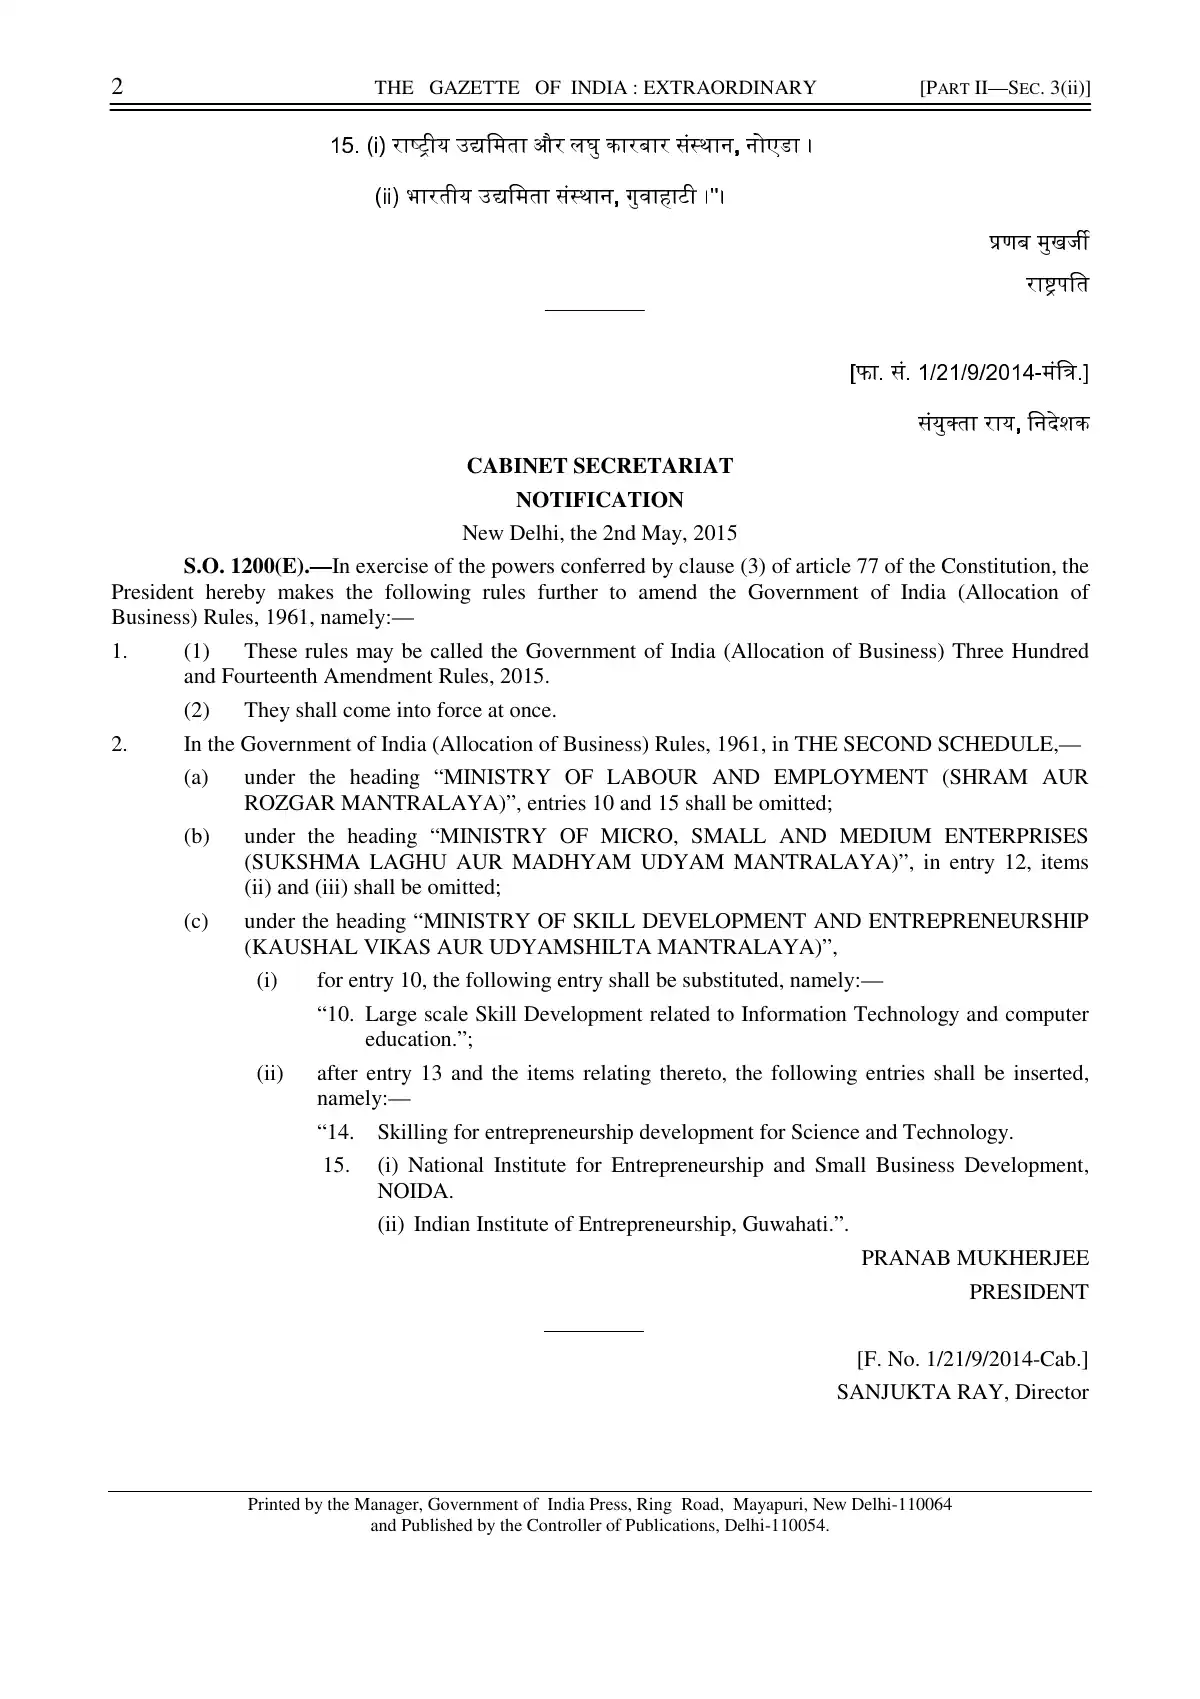 2 THE GAZETTE OF INDIA : EXTRAORDINARY [PART II—SEC. 3(ii)]
15. (i) राष्ट्रीय उद्यमिता और लघु कारबार संस्थान, नोएडा ।
(ii) भारतीय उद्यमिता संस्थान, गुवाहाटी ।"।
प्रणब मुखर्जी
राष्ट्रपति
[फा. सं. 1/21/9/2014-मंत्रि.]
संयुक्ता राय, निदेशक
CABINET SECRETARIAT
NOTIFICATION
New Delhi, the 2nd May, 2015
S.O. 1200(E).—In exercise of the powers conferred by clause (3) of article 77 of the Constitution, the
President hereby makes the following rules further to amend the Government of India (Allocation of
Business) Rules, 1961, namely:—
1. (1) These rules may be called the Government of India (Allocation of Business) Three Hundred
and Fourteenth Amendment Rules, 2015.
(2) They shall come into force at once.
2. In the Government of India (Allocation of Business) Rules, 1961, in THE SECOND SCHEDULE,—
(a) under the heading “MINISTRY OF LABOUR AND EMPLOYMENT (SHRAM AUR
ROZGAR MANTRALAYA)”, entries 10 and 15 shall be omitted;
(b) under the heading “MINISTRY OF MICRO, SMALL AND MEDIUM ENTERPRISES
(SUKSHMA LAGHU AUR MADHYAM UDYAM MANTRALAYA)”, in entry 12, items
(ii) and (iii) shall be omitted;
(c) under the heading “MINISTRY OF SKILL DEVELOPMENT AND ENTREPRENEURSHIP
(KAUSHAL VIKAS AUR UDYAMSHILTA MANTRALAYA)”,
(i) for entry 10, the following entry shall be substituted, namely:—
“10. Large scale Skill Development related to Information Technology and computer
education.”;
(ii) after entry 13 and the items relating thereto, the following entries shall be inserted,
namely:—
“14. Skilling for entrepreneurship development for Science and Technology.
15. (i) National Institute for Entrepreneurship and Small Business Development,
NOIDA.
(ii) Indian Institute of Entrepreneurship, Guwahati.”.
PRANAB MUKHERJEE
PRESIDENT
[F. No. 1/21/9/2014-Cab.]
SANJUKTA RAY, Director
Printed by the Manager, Government of India Press, Ring Road, Mayapuri, New Delhi-110064
and Published by the Controller of Publications, Delhi-110054.